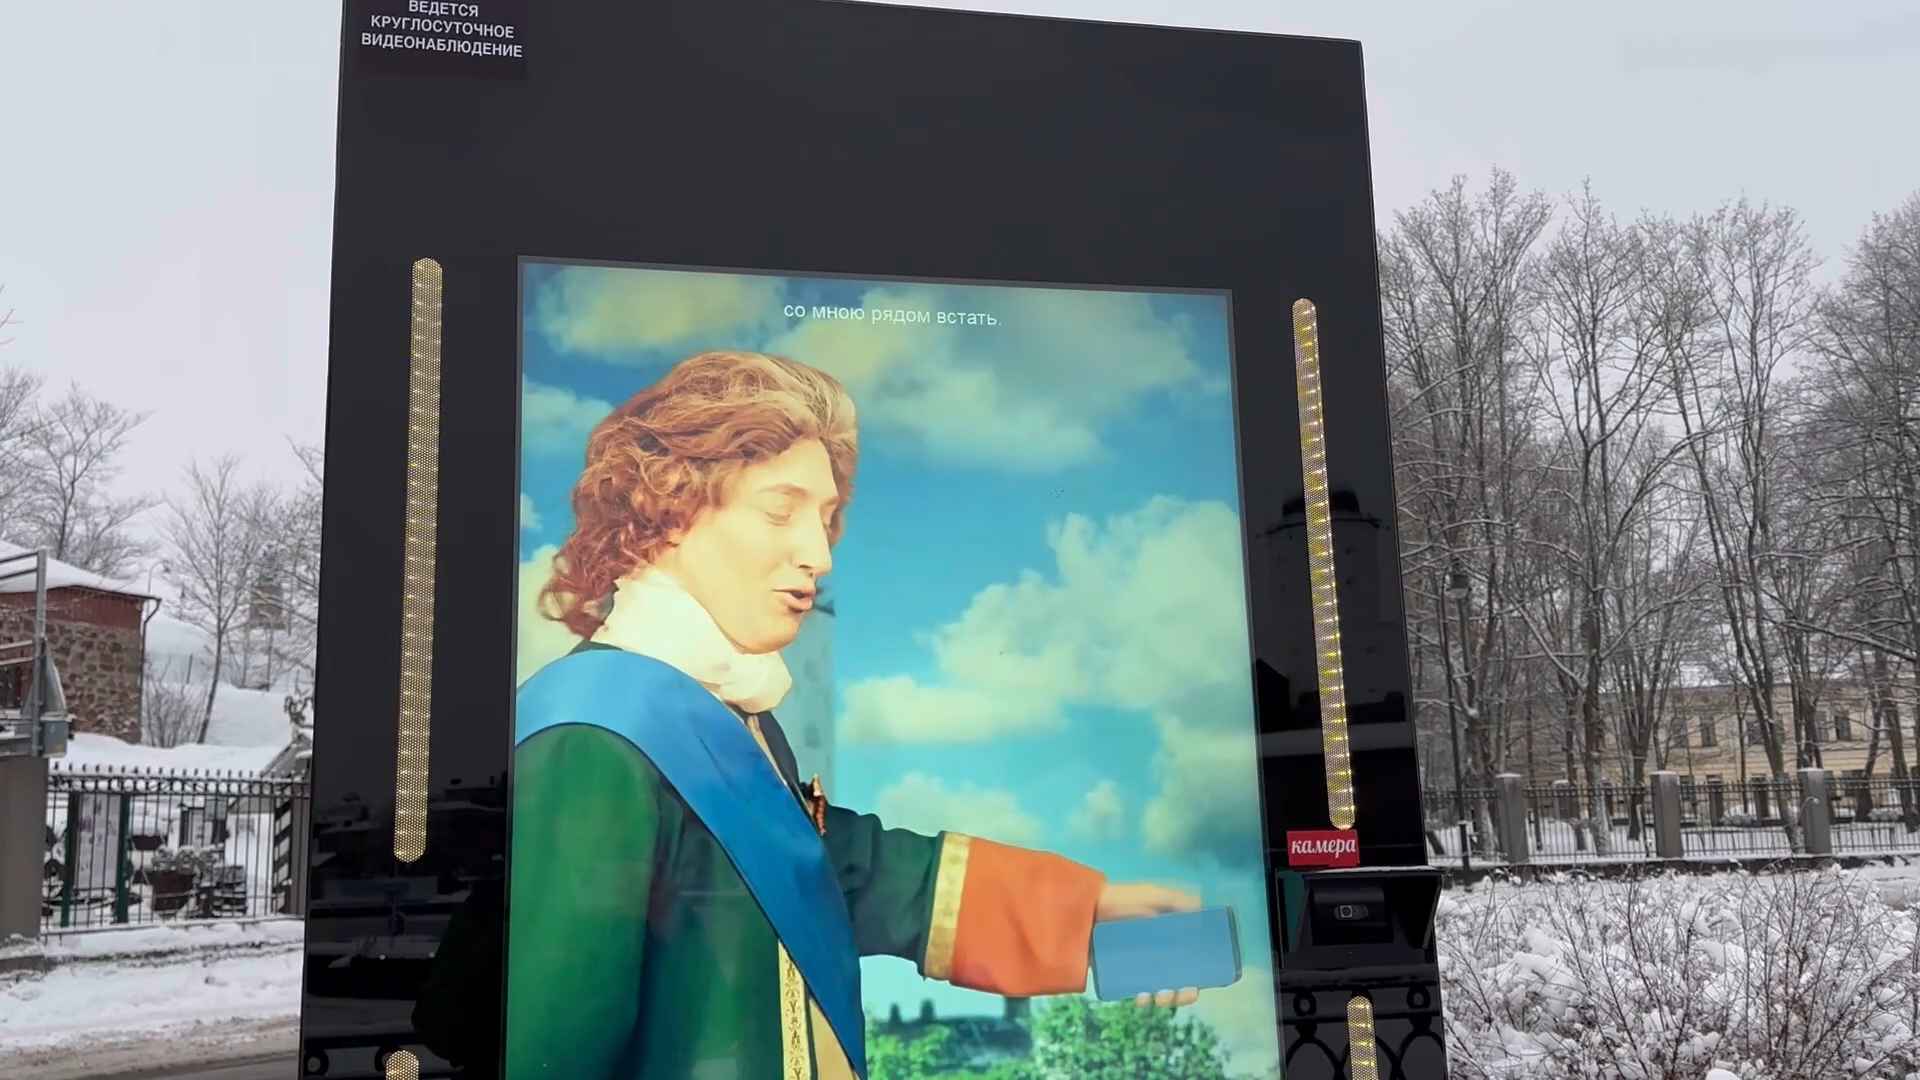 ВЕДЕТСЯ
КРУГЛОСУТОЧНОЕ
ВИДЕОНАБЛЮДЕНИЕ
со мною рядом встать.
камера